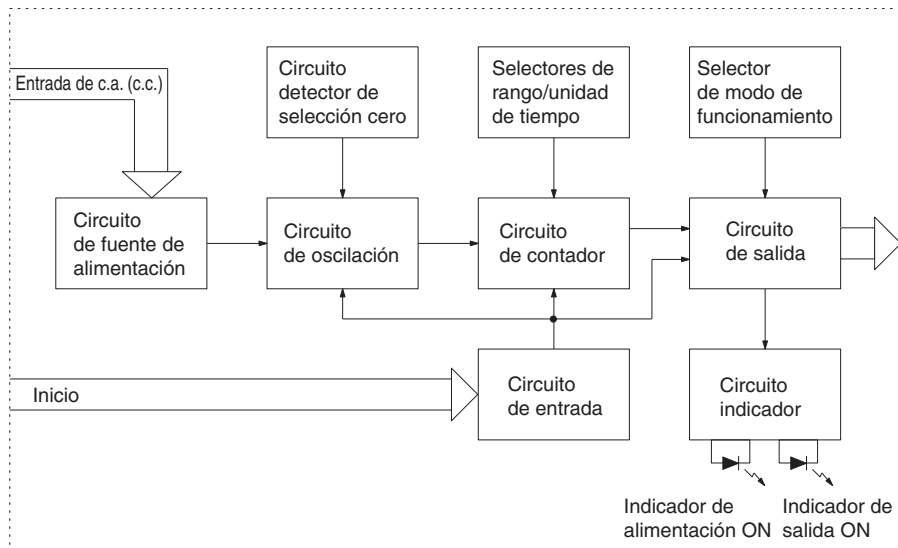 Entrada de c.a. (c.c.)
Circuito
detector de
selección cero
Selectores de
rango/unidad
de tiempo
Selector
de modo de
funcionamiento
Circuito
de fuente de
alimentación
Circuito
de oscilación
Circuito
de contador
Circuito
de salida
Inicio
Circuito
de entrada
Circuito
indicador
Indicador de
alimentación ON
Indicador de
salida ON